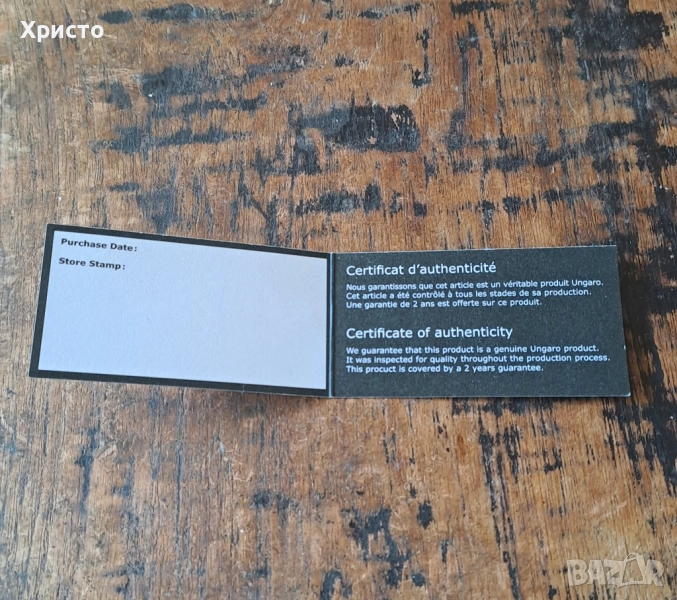 Христо
Purchase Date:
Store Stamp:
Certificat d'authenticité
Nous garantissons que cet article est un véritable produit Ungaro.
Cet article a été contrôlé à tous les stades de sa production.
Une garantie de 2 ans est offerte sur ce produit.
Certificate of authenticity
We guarantee that this product is a genuine Ungaro product.
It was inspected for quality throughout the production process.
This procuct is covered by a 2 years guarantee.
BAZAR